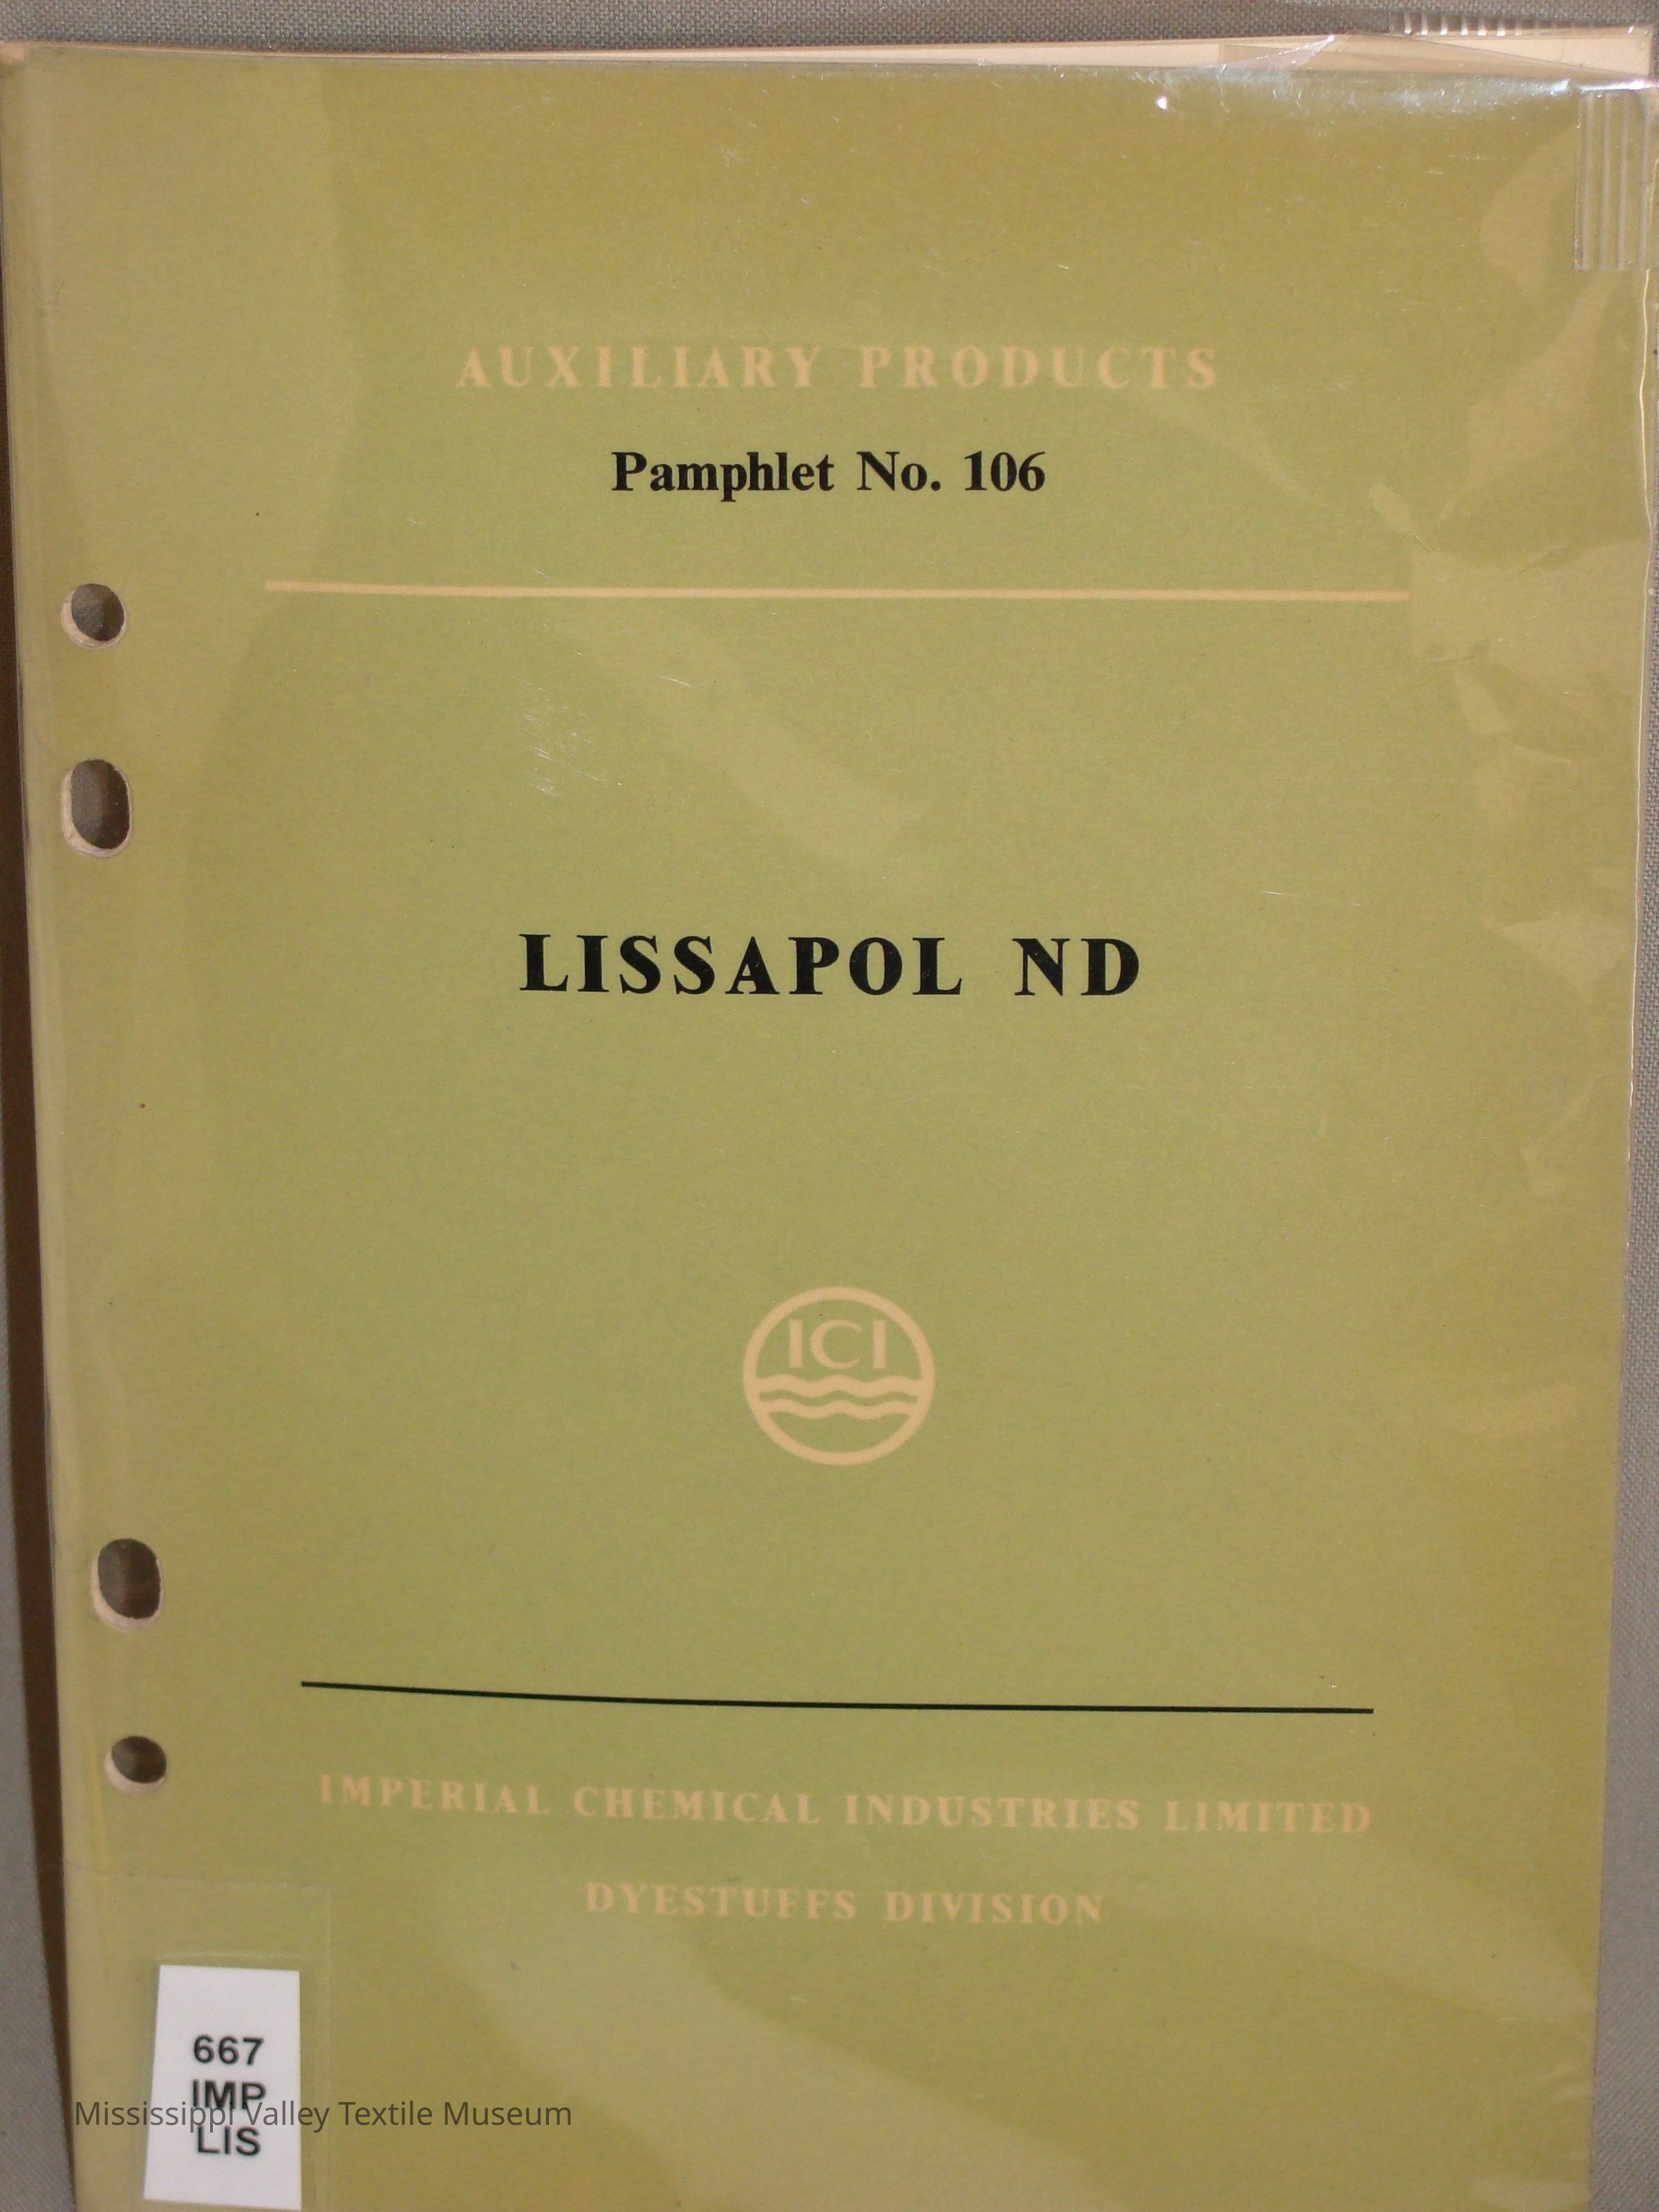 AUXILIARY PRODUCTS
Pamphlet No. 106
LISSAPOL ND
ICI
IMPERIAL CHEMICAL INDUSTRIES LIMITED
DYESTUFFS DIVISION
667
IMP
LIS
Mississippi Valley Textile Museum